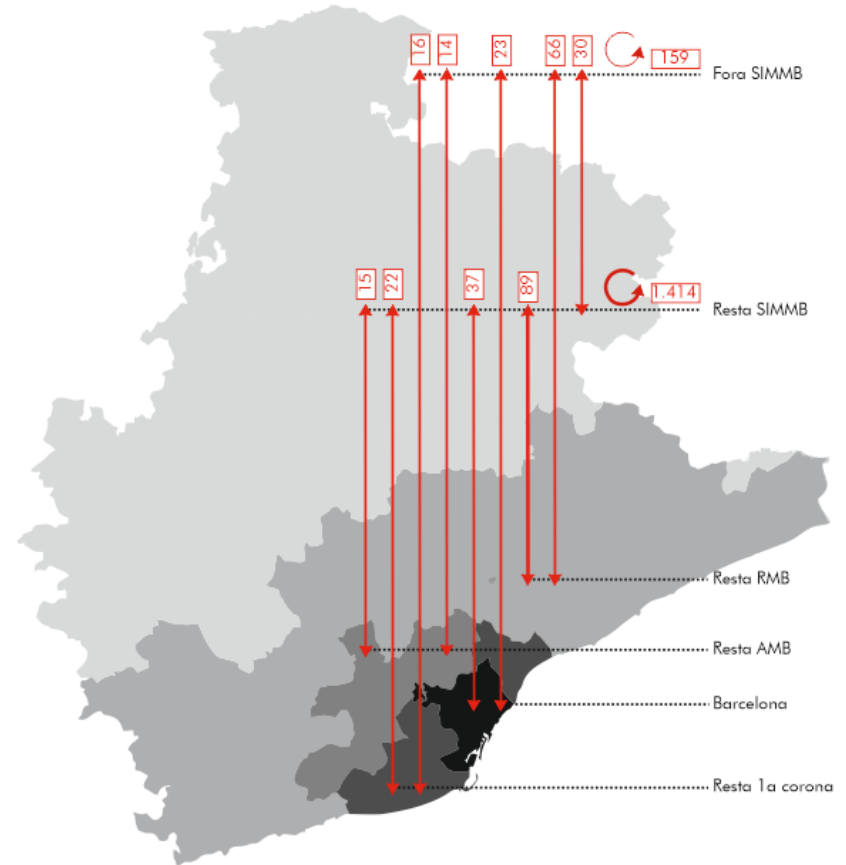 16
14
23
66
30
159
Fora SIMMB
15
22
37
89
1.414
Resta SIMMB
Resta RMB
Resta AMB
Barcelona
Resta 1a corona